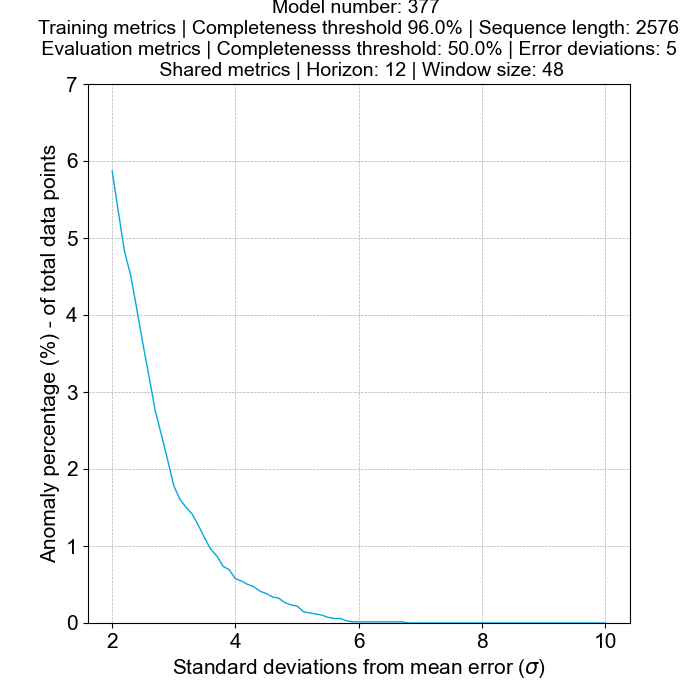 Model number: 377
Training metrics | Completeness threshold 96.0% | Sequence length: 2576
Evaluation metrics | Completenesss threshold: 50.0% | Error deviations: 5
Shared metrics | Horizon: 12 | Window size: 48
7
6
5
4
3
2
1
0
Anomaly percentage (%) - of total data points
2 4 6 8 10
Standard deviations from mean error (σ)